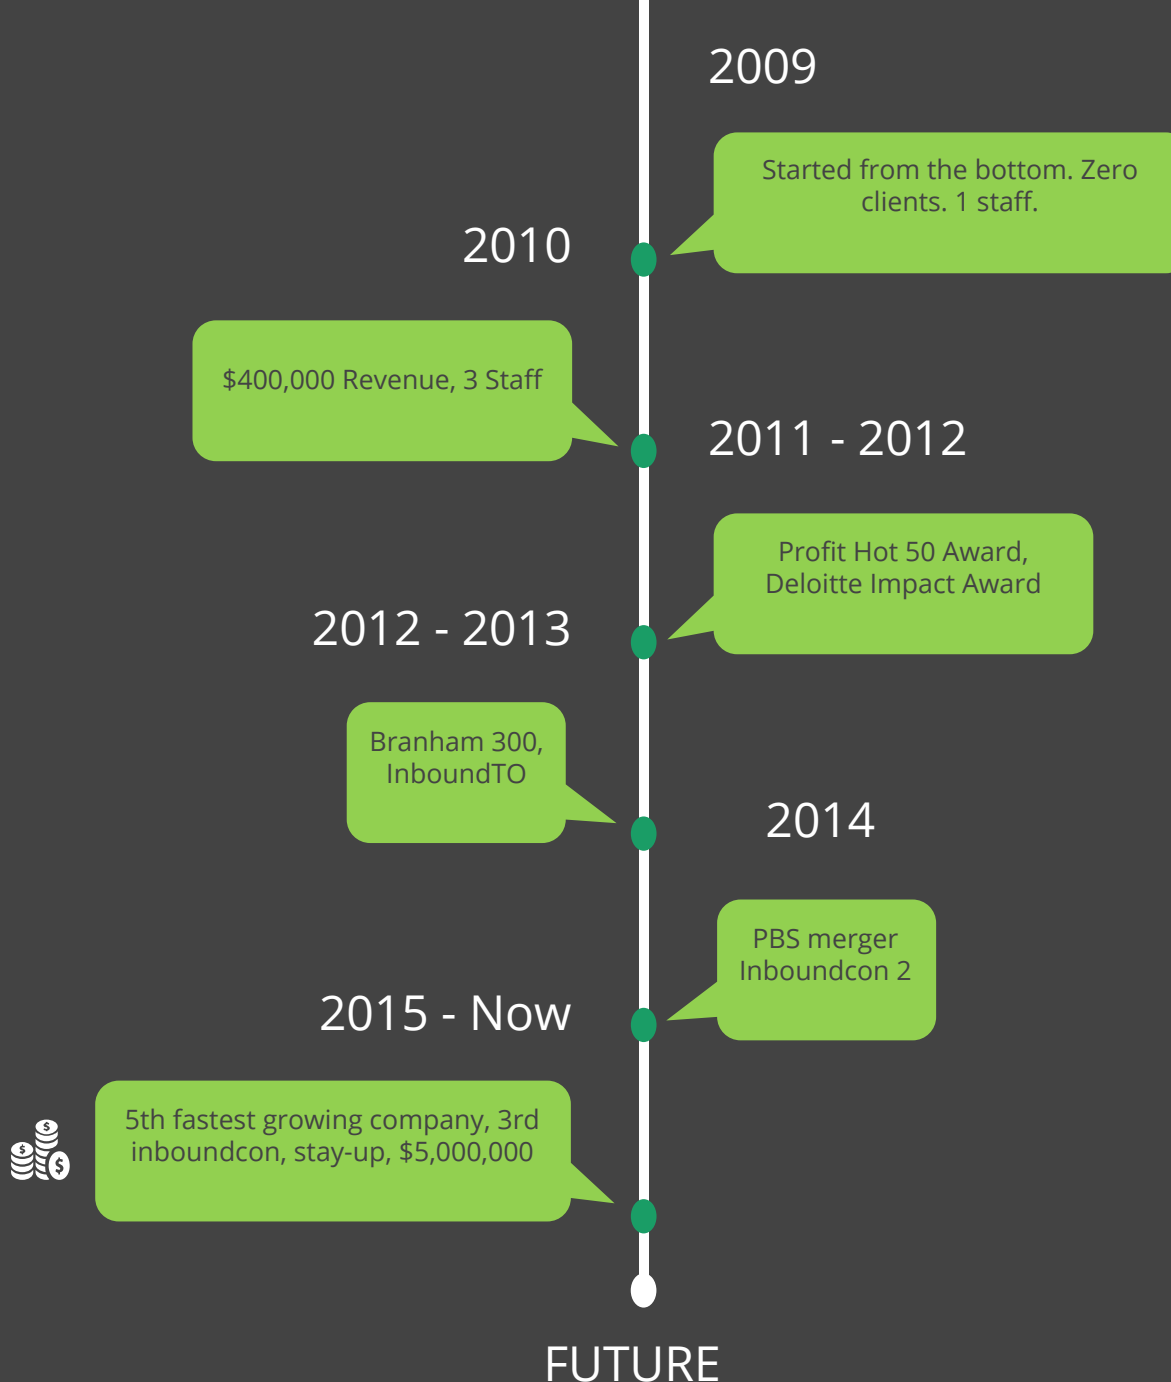 2009
Started from the bottom. Zero
clients. 1 staff.
2010
$400,000 Revenue, 3 Staff
2011 - 2012
Profit Hot 50 Award,
Deloitte Impact Award
2012 - 2013
Branham 300,
InboundTO
2014
PBS merger
Inboundcon 2
2015 - Now
5th fastest growing company, 3rd
inboundcon, stay-up, $5,000,000
$
$
$
FUTURE